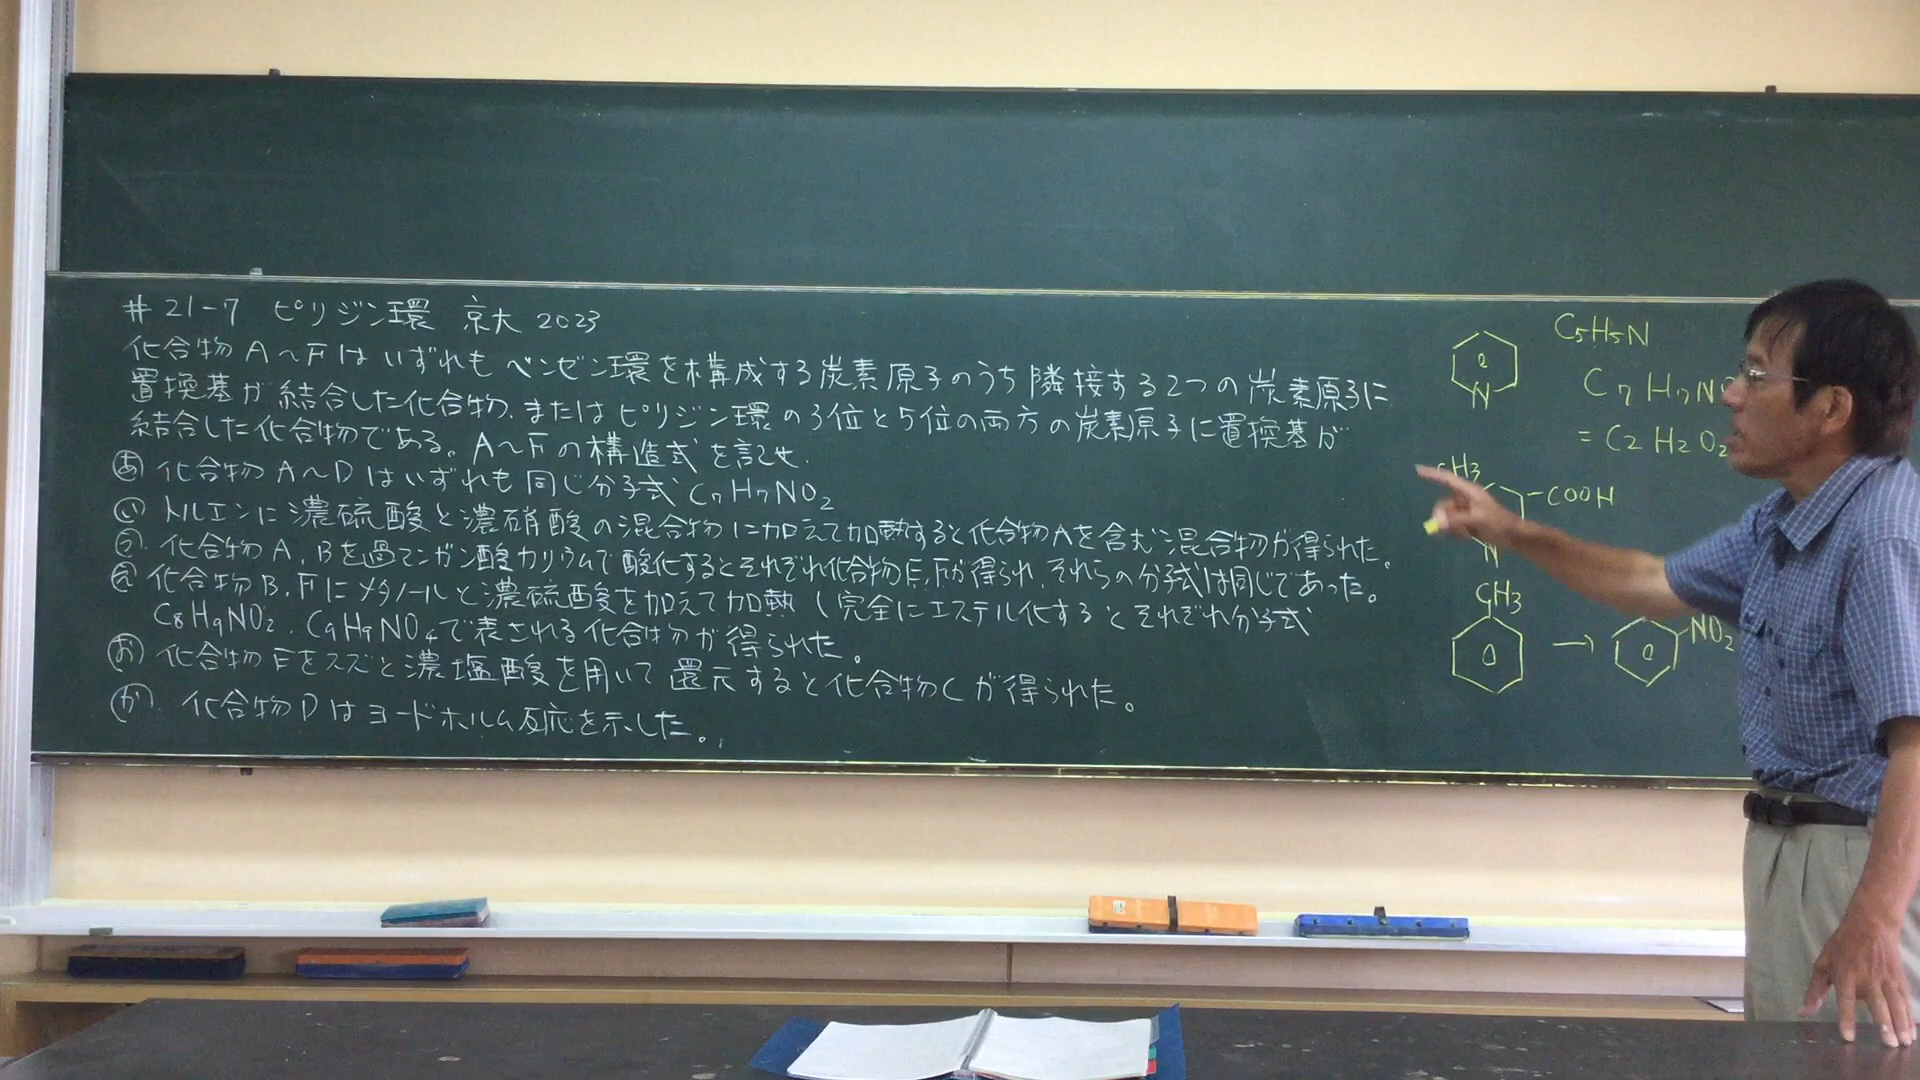 #21-7 ピリジン環 京大 2023
化合物A〜Fはいずれもベンゼン環を構成する炭素原子のうち隣接する2つの炭素原子に
置換基が結合した化合物、またはピリジン環の3位と5位の両方の炭素原子に置換基が
結合した化合物である。A〜Fの構造式を記せ.
(あ) 化合物A〜Dはいずれも同じ分子式C7H7NO2
(い) トルエンに濃硫酸と濃硝酸の混合物に加えて加熱すると化合物Aを含む混合物が得られた。
(う). 化合物A.Bを過マンガン酸カリウムで酸化するとそれぞれ化合物E,Fが得られ、それらの分子式は同じであった。
(え) 化合物B.Fにメタノールと濃硫酸を加えて加熱し完全にエステル化するとそれぞれ分子式
C8H9NO2、C9H9NO4で表される化合物が得られた。
(お) 化合物Eをスズと濃塩酸を用いて還元すると化合物Cが得られた。
(か). 化合物Dはヨードホルム反応を示した。
C5H5N
N
C7H7NO
= C2H2O2
CH3
-COOH
N
CH3
→
NO2